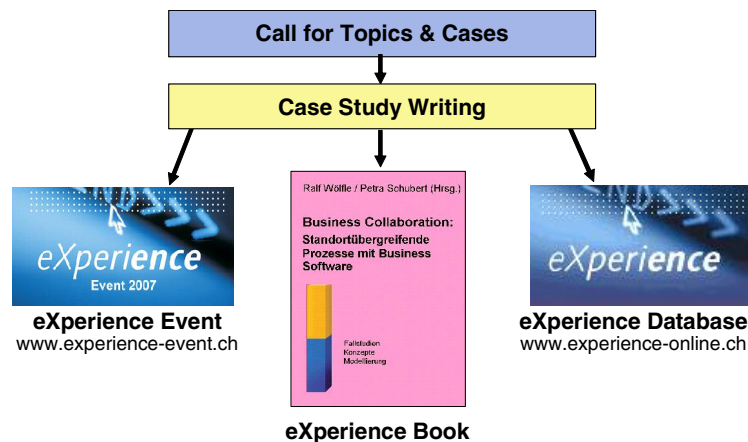 Call for Topics & Cases
Case Study Writing
eXperience
Event 2007
eXperience Event
www.experience-event.ch
Ralf Wölfle / Petra Schubert (Hrsg.)
Business Collaboration:
Standortübergreifende
Prozesse mit Business
Software
Fallstudien
Konzepte
Modellierung
eXperience Book
eXperience
eXperience Database
www.experience-online.ch